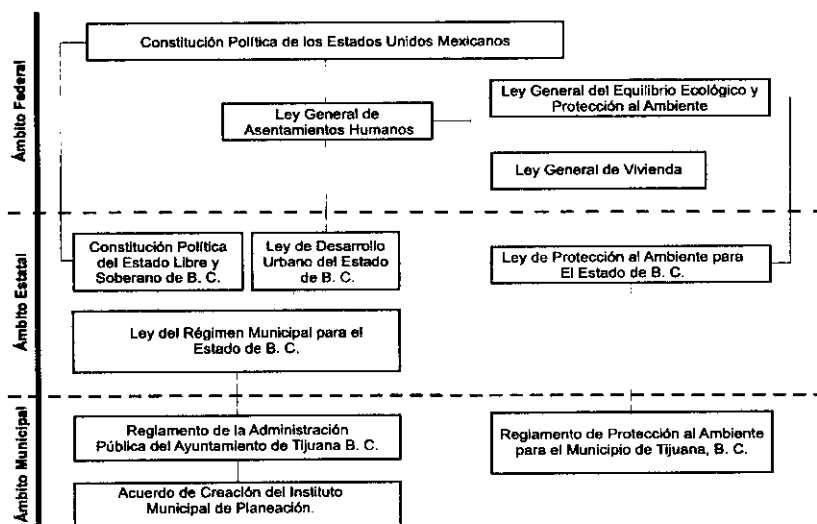 Ámbito Federal
Constitución Política de los Estados Unidos Mexicanos
Ley General de
Asentamientos Humanos
Ley General del Equilibrio Ecológico y
Protección al Ambiente
Ley General de Vivienda
Ámbito Estatal
Constitución Política
del Estado Libre y
Soberano de B. C.
Ley de Desarrollo
Urbano del Estado
de B. C.
Ley de Protección al Ambiente para
El Estado de B. C.
Ley del Régimen Municipal para el
Estado de B. C.
Ámbito Municipal
Reglamento de la Administración
Pública del Ayuntamiento de Tijuana B. C.
Reglamento de Protección al Ambiente
para el Municipio de Tijuana, B. C.
Acuerdo de Creación del Instituto
Municipal de Planeación.